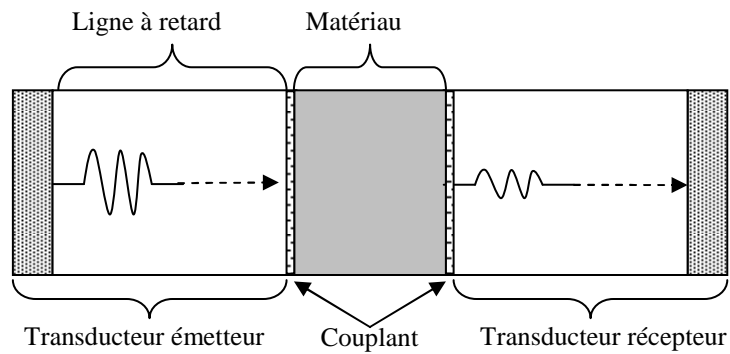 Ligne à retard
Matériau
Transducteur émetteur
Couplant
Transducteur récepteur